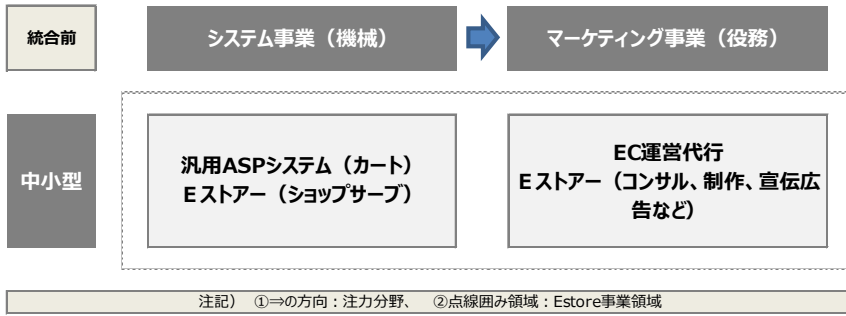 統合前
システム事業（機械）
マーケティング事業（役務）
中小型
汎用ASPシステム（カート）
Eストアー（ショップサーブ）
EC運営代行
Eストアー（コンサル、制作、宣伝広
告など）
注記） ①⇒の方向：注力分野、 ②点線囲み領域：Estore事業領域